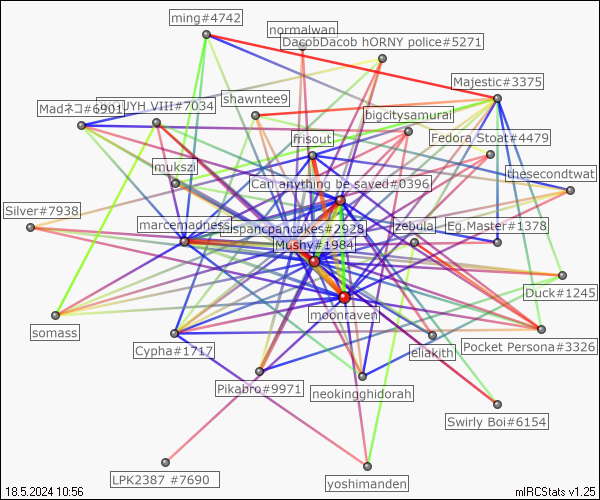 ming#4742
normalwan
DacobDacob hORNY police#5271
Majestic#3375
shawntee9
Madネコ#6901
UYH VIII#7034
bigcitysamurai
frisout
Fedora Stoat#4479
mukszi
thesecondtwat
Can anything be saved#0396
Silver#7938
marcemadness
uspancpancakes#2928
zebula
Eg.Master#1378
Mushy#1984
Duck#1245
moonraven
somass
Cypha#1717
eliakith
Pocket Persona#3326
Pikabro#9971
neokingghidorah
Swirly Boi#6154
LPK2387 #7690
yoshimanden
18.5.2024 10:56
mIRCStats v1.25